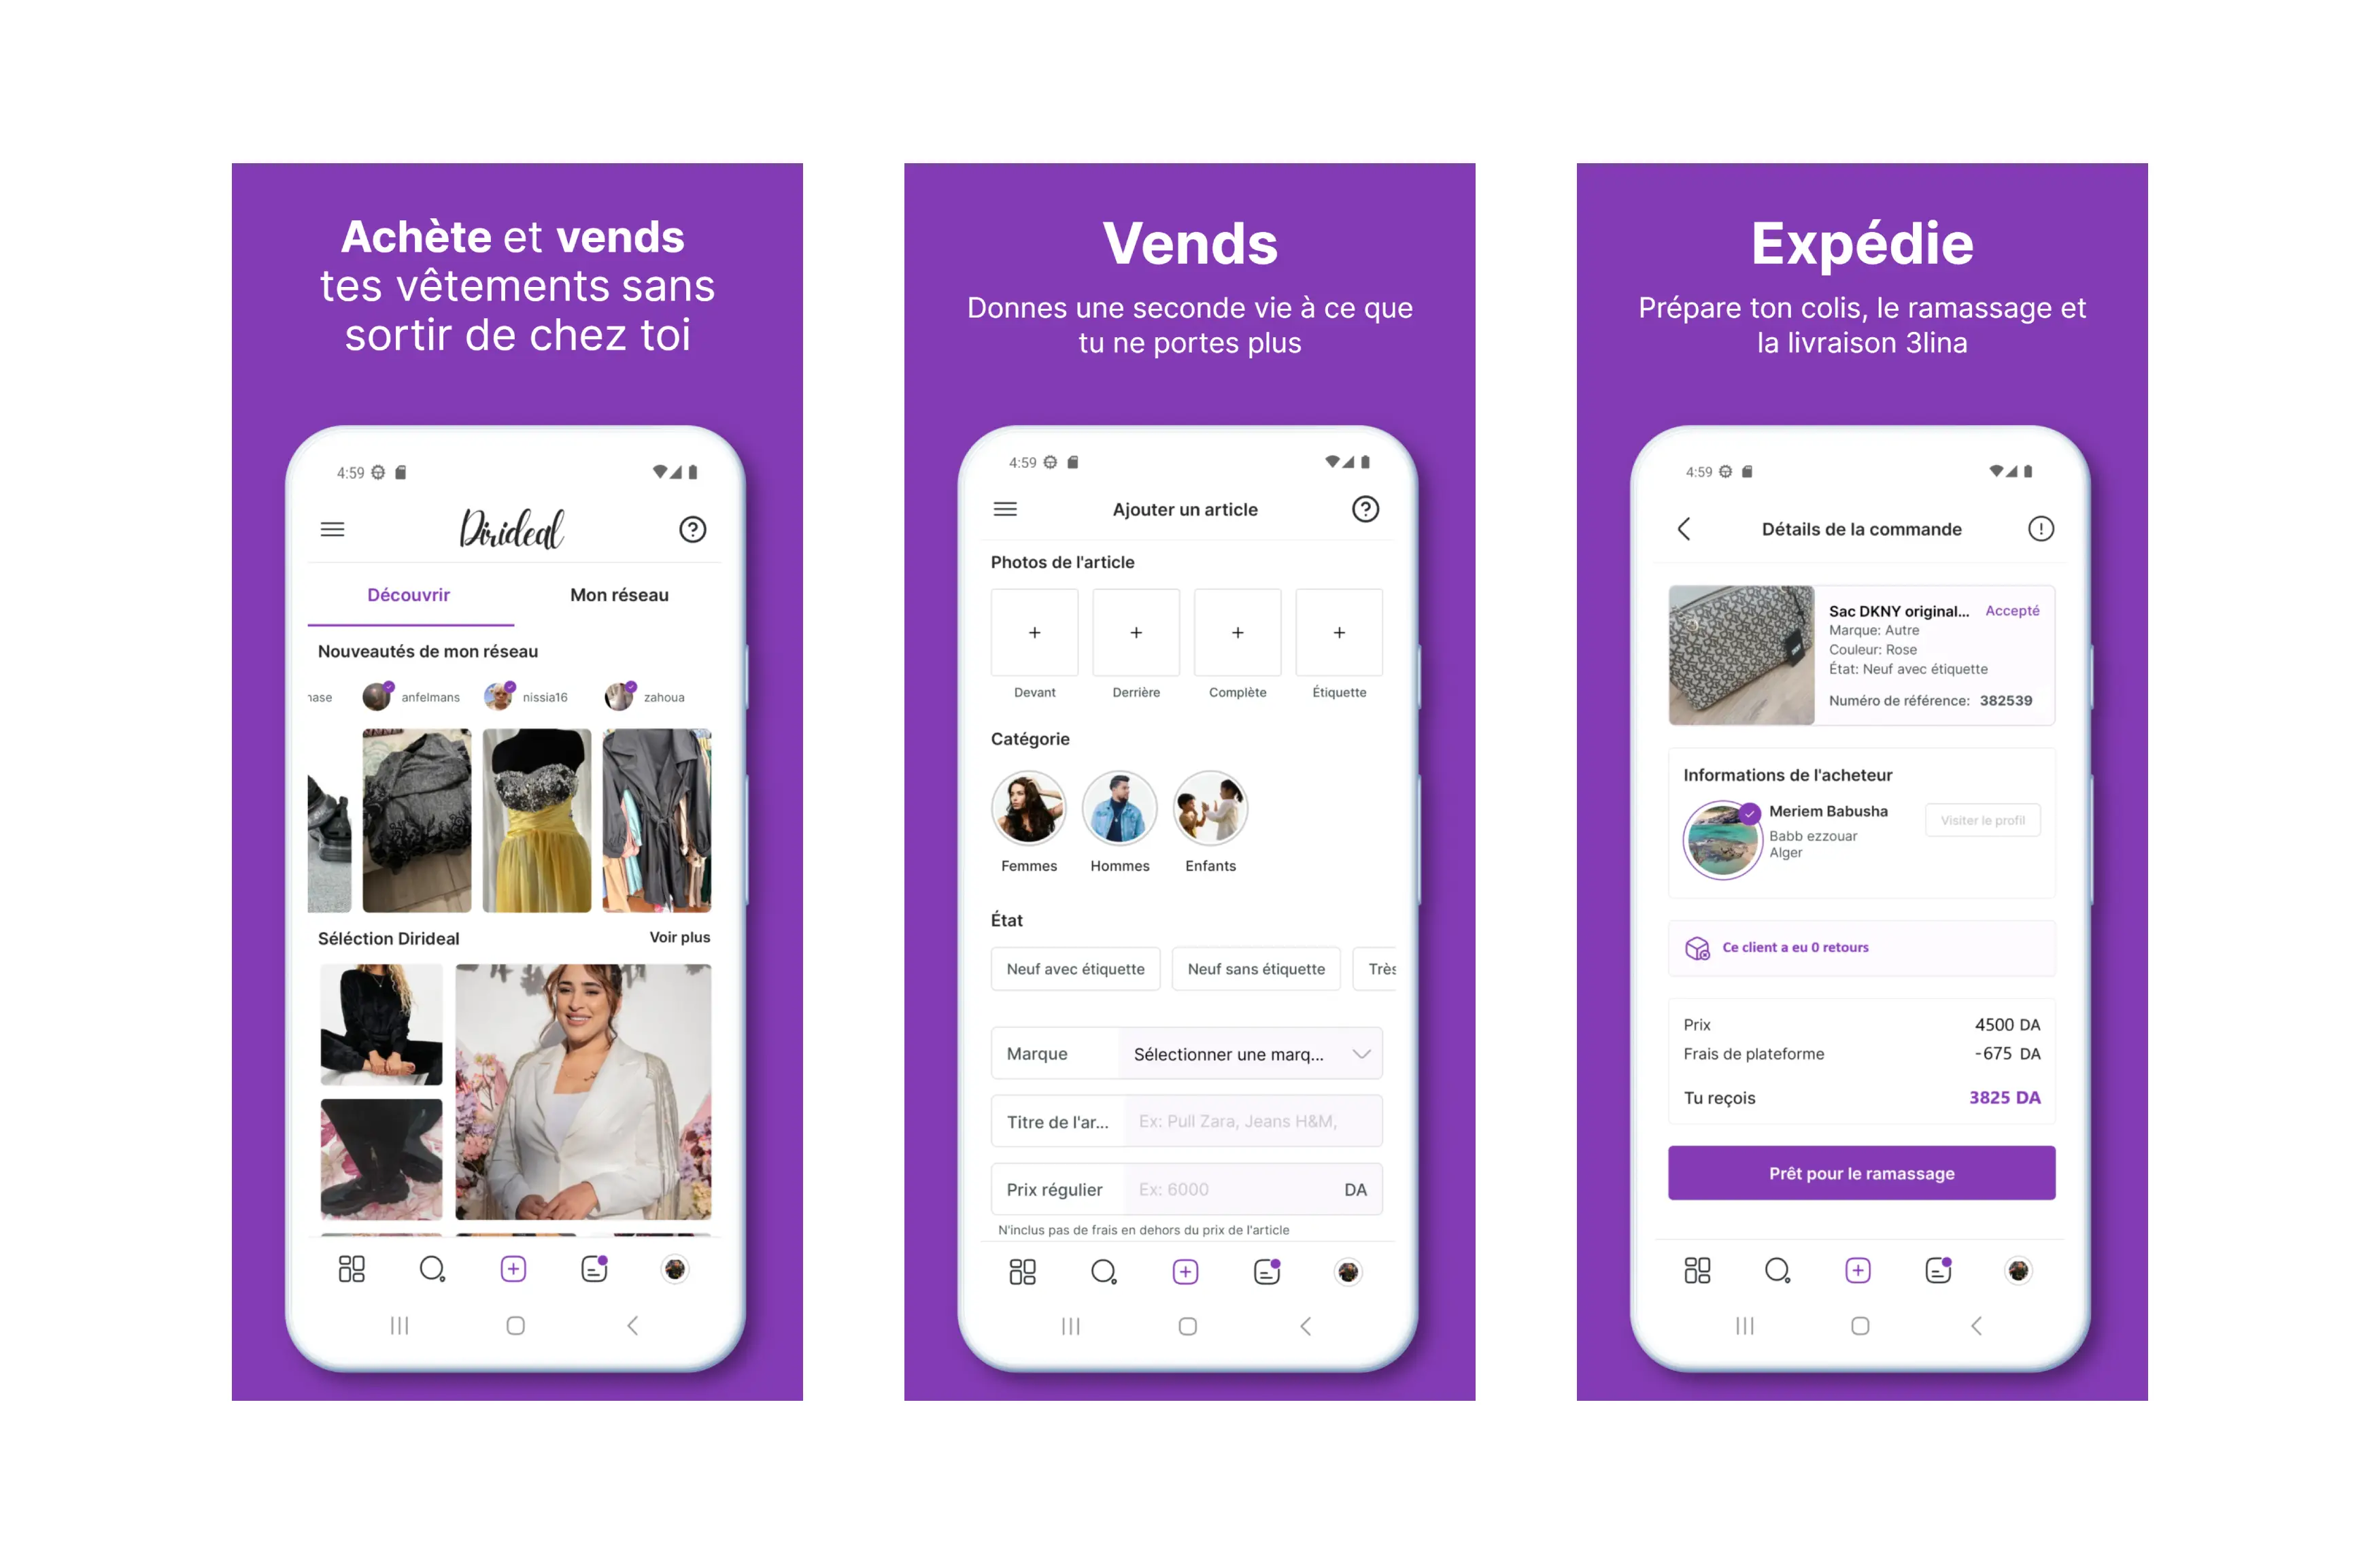 Achète et vends
tes vêtements sans
sortir de chez toi
4:59
Dirideal
Découvrir
Mon réseau
Nouveautés de mon réseau
nase
anfelmans
nissia16
zahoua
Séléction Dirideal
Voir plus
Vends
Donnes une seconde vie à ce que
tu ne portes plus
4:59
Ajouter un article
Photos de l'article
Devant
Derrière
Complète
Étiquette
Catégorie
Femmes
Hommes
Enfants
État
Neuf avec étiquette
Neuf sans étiquette
Très
Marque
Sélectionner une marq...
Titre de l'ar...
Ex: Pull Zara, Jeans H&M,
Prix régulier
Ex: 6000
DA
N'inclus pas de frais en dehors du prix de l'article
Expédie
Prépare ton colis, le ramassage et
la livraison 3lina
4:59
Détails de la commande
Sac DKNY original...
Accepté
Marque: Autre
Couleur: Rose
État: Neuf avec étiquette
Numéro de référence: 382539
Informations de l'acheteur
Meriem Babusha
Babb ezzouar
Alger
Visiter le profil
Ce client a eu 0 retours
Prix
4500 DA
Frais de plateforme
-675 DA
Tu reçois
3825 DA
Prêt pour le ramassage